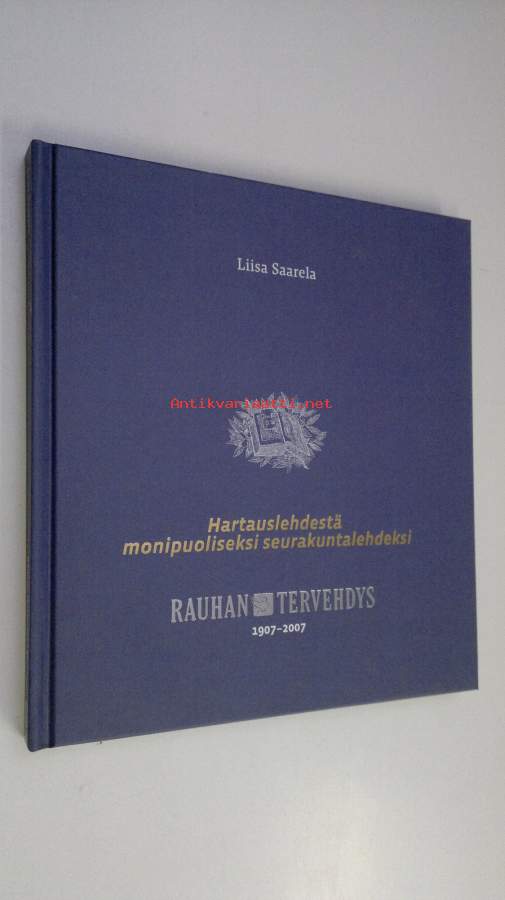 Liisa Saarela
Antikvariaatti.net
Hartauslehdestä
monipuoliseksi seurakuntalehdeksi
RAUHAN TERVEHDYS
1907–2007